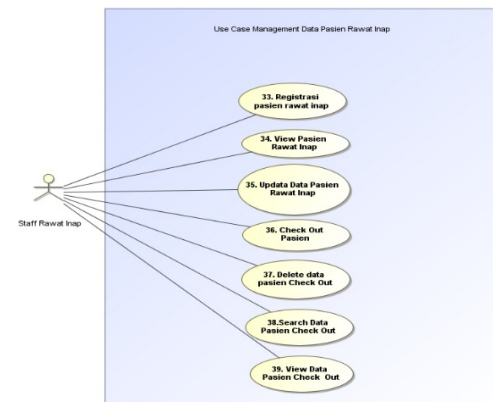 Use Case Management Data Pasien Rawat Inap
33. Registrasi
pasien rawat inap
34. View Pasien
Rawat Inap
35. Updata Data Pasien
Rawat Inap
Staff Rawat Inap
36. Check Out
Pasien
37. Delete data
pasien Check Out
38.Search Data
Pasien Check Out
39. View Data
Pasien Check Out